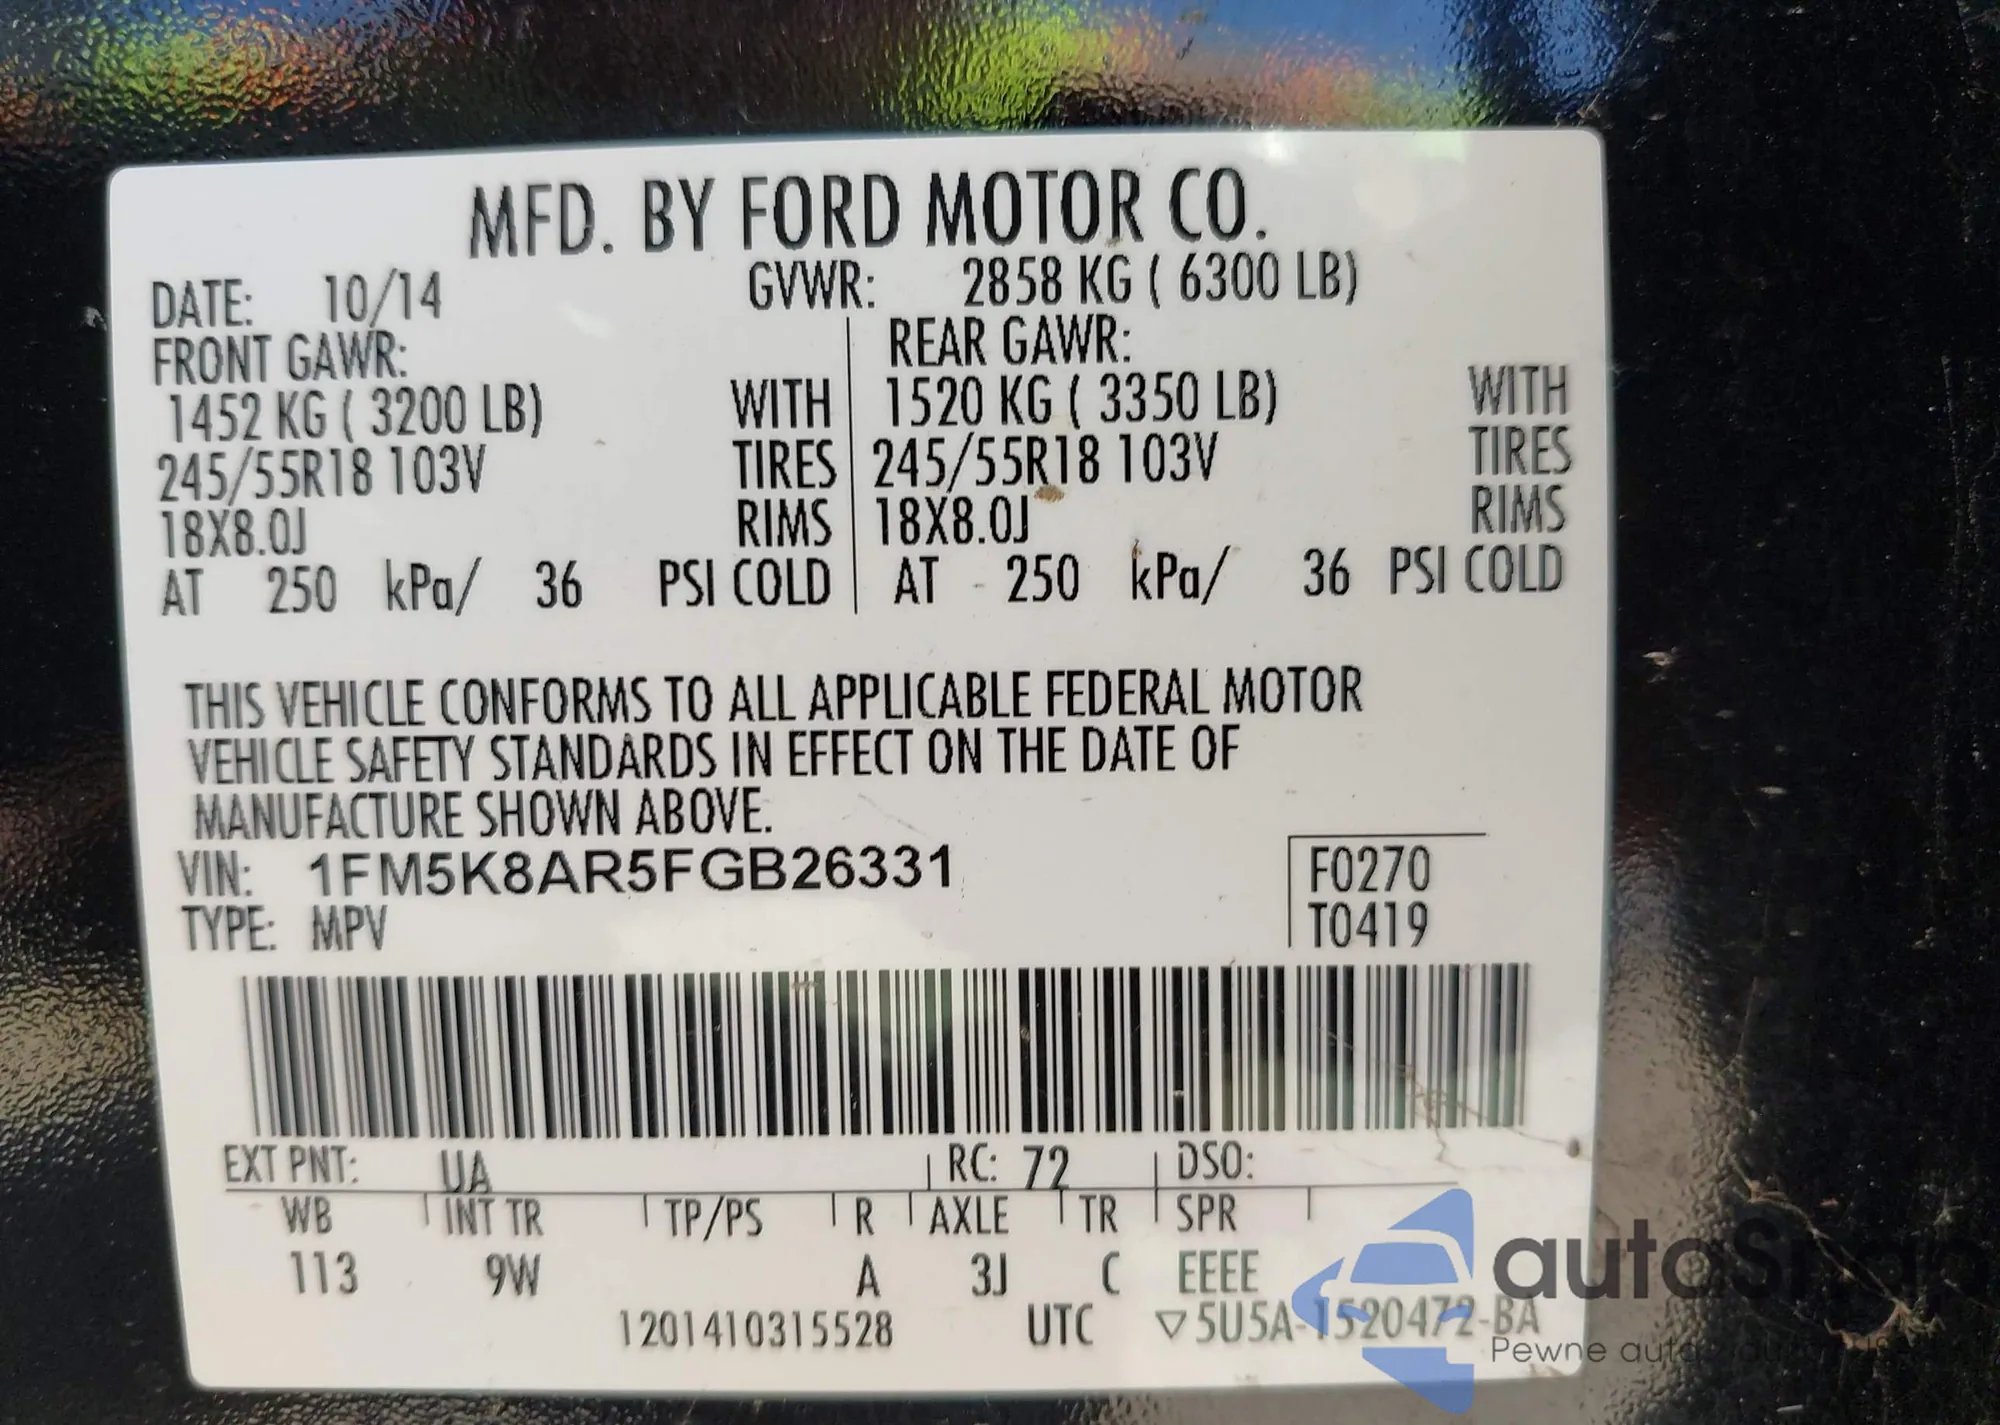 MFD. BY FORD MOTOR CO.
DATE: 10/14 GVWR: 2858 KG ( 6300 LB)
FRONT GAWR: REAR GAWR:
1452 KG ( 3200 LB) WITH 1520 KG ( 3350 LB) WITH
245/55R18 103V TIRES 245/55R18 103V TIRES
18X8.0J RIMS 18X8.0J RIMS
AT 250 kPa/ 36 PSI COLD AT 250 kPa/ 36 PSI COLD
THIS VEHICLE CONFORMS TO ALL APPLICABLE FEDERAL MOTOR
VEHICLE SAFETY STANDARDS IN EFFECT ON THE DATE OF
MANUFACTURE SHOWN ABOVE.
VIN: 1FM5K8AR5FGB26331 F0270
TYPE: MPV T0419
EXT PNT: UA RC: 72 DSO:
WB INT TR TP/PS R AXLE TR SPR
113 9W A 3J C EEEE
1201410315528 UTC ▽5U5A-1520472-BA
autoSnap
Pewne auta